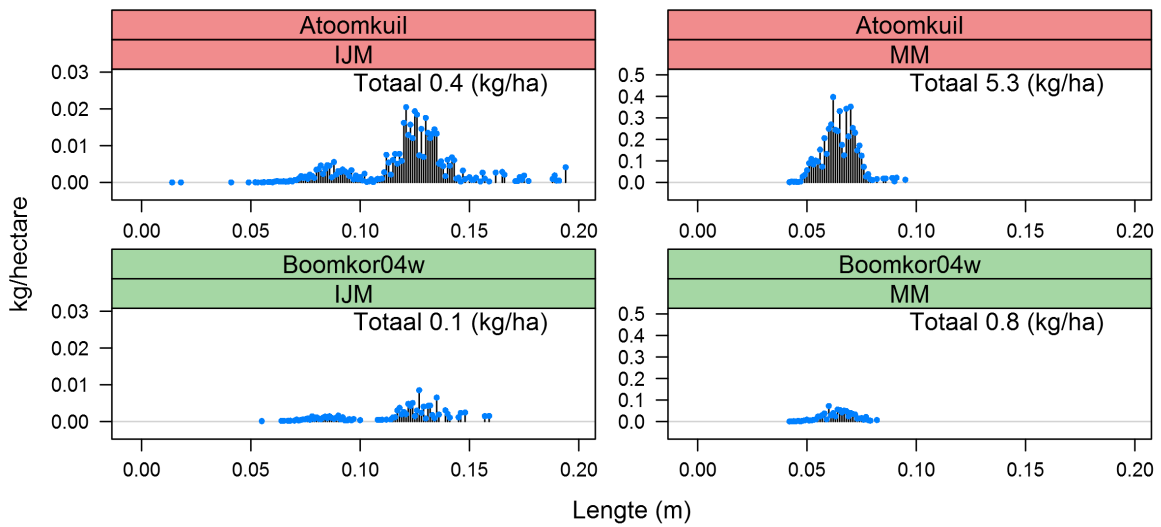 Atoomkuil
IJM
Totaal 0.4 (kg/ha)
0.03
0.02
0.01
0.00
0.00 0.05 0.10 0.15 0.20
Atoomkuil
MM
Totaal 5.3 (kg/ha)
0.5
0.4
0.3
0.2
0.1
0.0
0.00 0.05 0.10 0.15 0.20
kg/hectare
Boomkor04w
IJM
Totaal 0.1 (kg/ha)
0.03
0.02
0.01
0.00
0.00 0.05 0.10 0.15 0.20
Boomkor04w
MM
Totaal 0.8 (kg/ha)
0.5
0.4
0.3
0.2
0.1
0.0
0.00 0.05 0.10 0.15 0.20
Lengte (m)